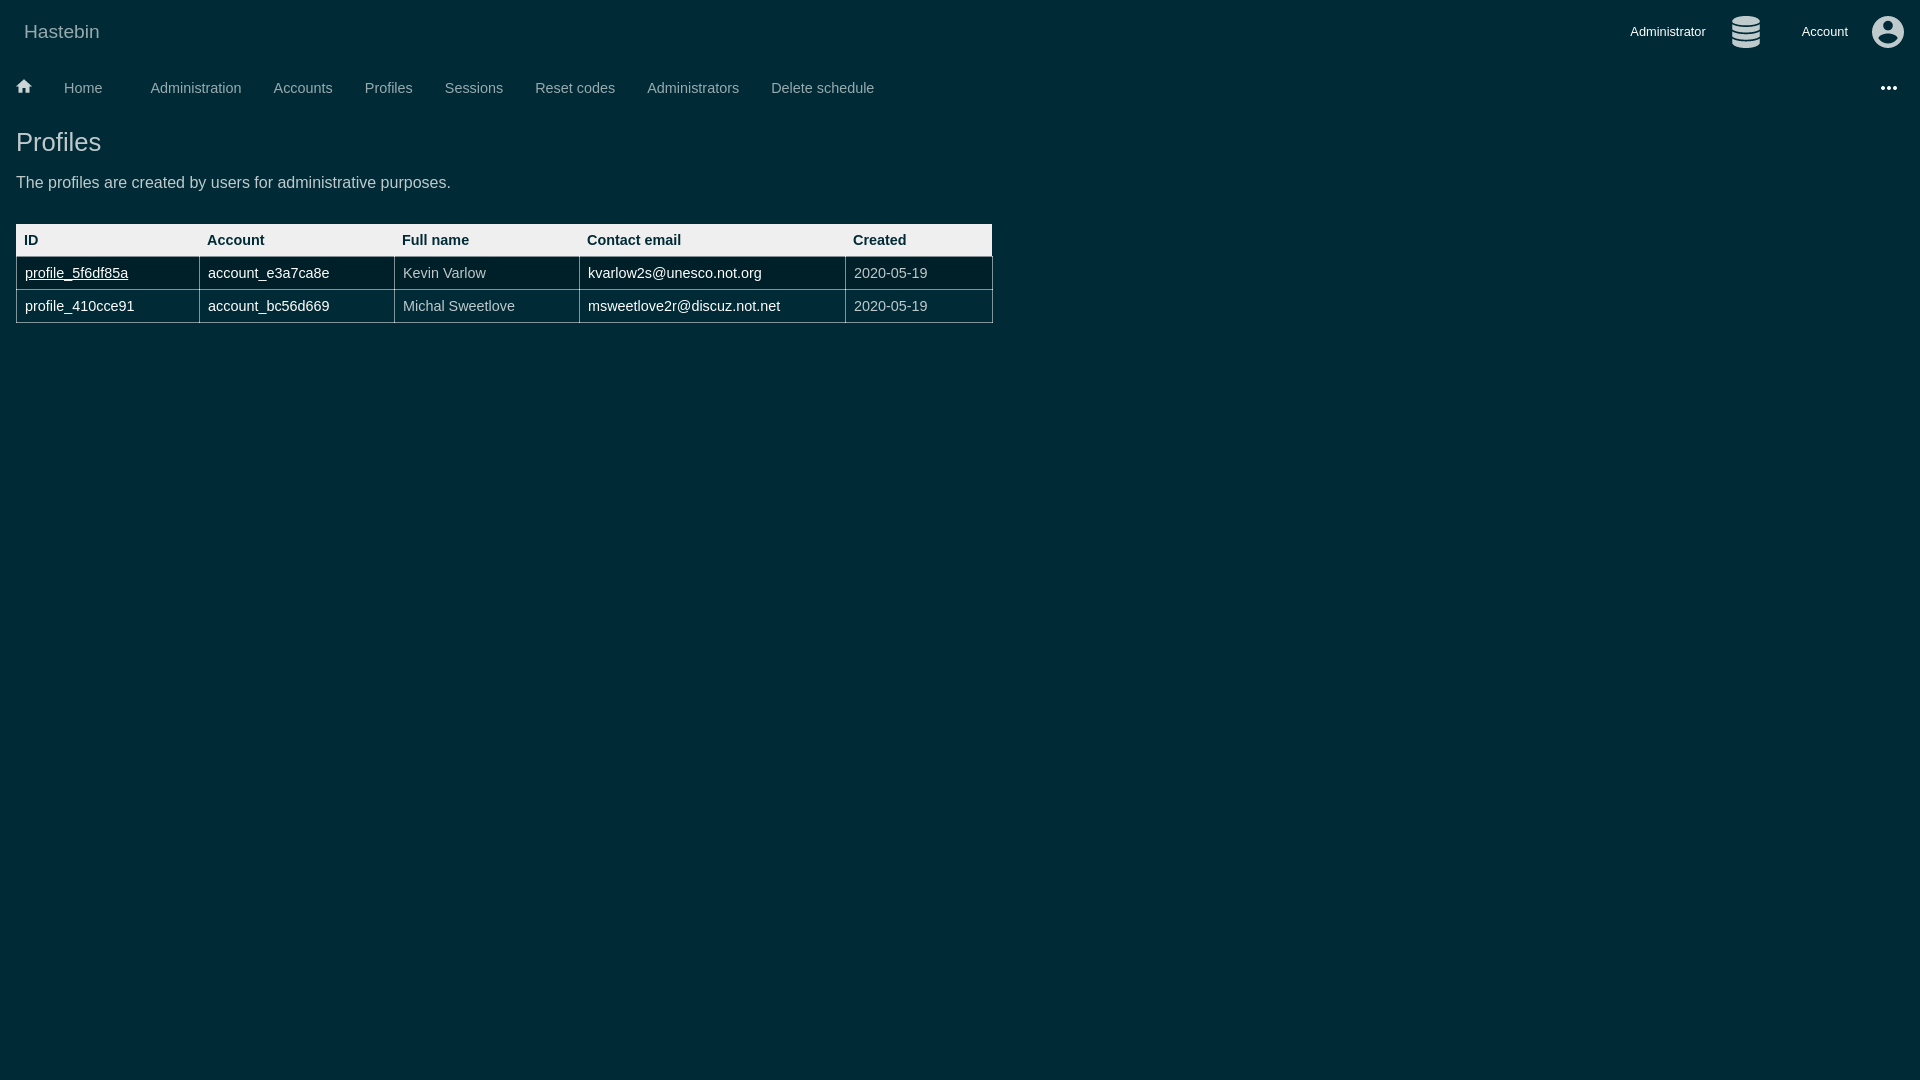 Hastebin
Administrator
Account
Home
Administration
Accounts
Profiles
Sessions
Reset codes
Administrators
Delete schedule
Profiles
The profiles are created by users for administrative purposes.
ID Account Full name Contact email Created
profile_5f6df85a account_e3a7ca8e Kevin Varlow kvarlow2s@unesco.not.org 2020-05-19
profile_410cce91 account_bc56d669 Michal Sweetlove msweetlove2r@discuz.not.net 2020-05-19